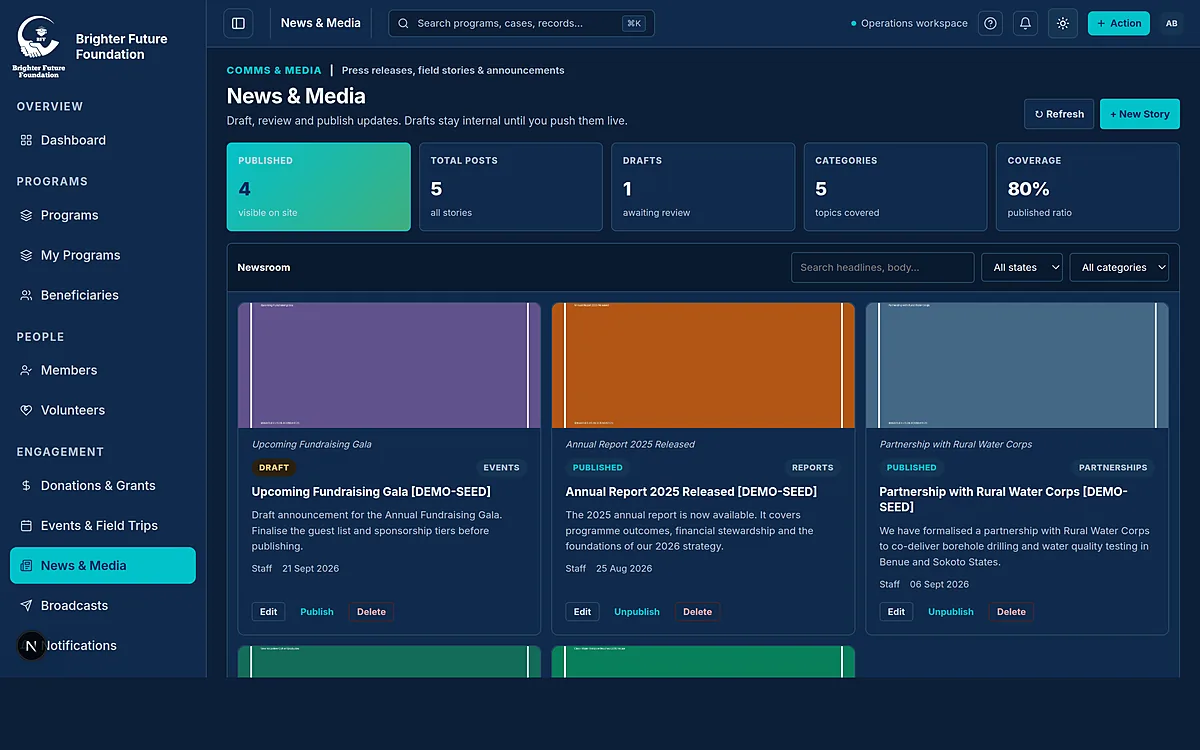 BFF
Brighter Future
Foundation
Brighter Future
Foundation
OVERVIEW
Dashboard
PROGRAMS
Programs
My Programs
Beneficiaries
PEOPLE
Members
Volunteers
ENGAGEMENT
Donations & Grants
Events & Field Trips
News & Media
Broadcasts
N
Notifications
News & Media
Search programs, cases, records...
⌘K
Operations workspace
+ Action
AB
COMMS & MEDIA | Press releases, field stories & announcements
News & Media
Draft, review and publish updates. Drafts stay internal until you push them live.
↻ Refresh
+ New Story
PUBLISHED
4
visible on site
TOTAL POSTS
5
all stories
DRAFTS
1
awaiting review
CATEGORIES
5
topics covered
COVERAGE
80%
published ratio
Newsroom
Search headlines, body...
All states
All categories
Upcoming Fundraising Gala
DRAFT
EVENTS
Upcoming Fundraising Gala [DEMO-SEED]
Draft announcement for the Annual Fundraising Gala.
Finalise the guest list and sponsorship tiers before
publishing.
Staff 21 Sept 2026
Edit
Publish
Delete
Annual Report 2025 Released
PUBLISHED
REPORTS
Annual Report 2025 Released [DEMO-SEED]
The 2025 annual report is now available. It covers
programme outcomes, financial stewardship and the
foundations of our 2026 strategy.
Staff 25 Aug 2026
Edit
Unpublish
Delete
Partnership with Rural Water Corps
PUBLISHED
PARTNERSHIPS
Partnership with Rural Water Corps [DEMO-
SEED]
We have formalised a partnership with Rural Water Corps
to co-deliver borehole drilling and water quality testing in
Benue and Sokoto States.
Staff 06 Sept 2026
Edit
Unpublish
Delete